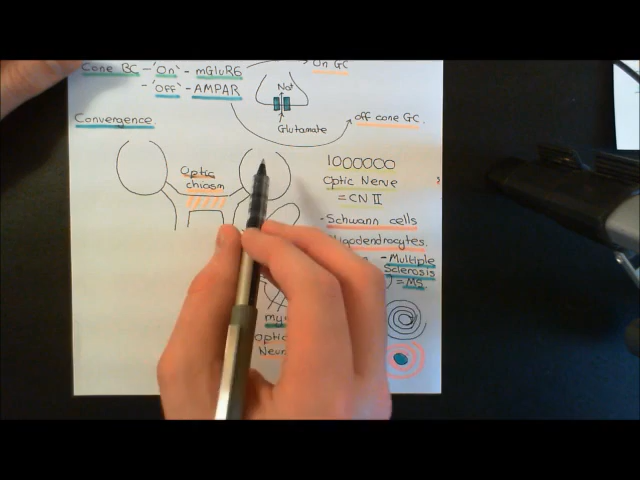 Cone BC - 'On' - mGluR6
On GC
- 'Off' - AMPAR
Na+
Convergence.
Glutamate
off cone GC.
Optic
chiasm
1000000
Optic Nerve
= CN II
- Schwann cells
- Multiple
Sclerosis
= MS
Optic